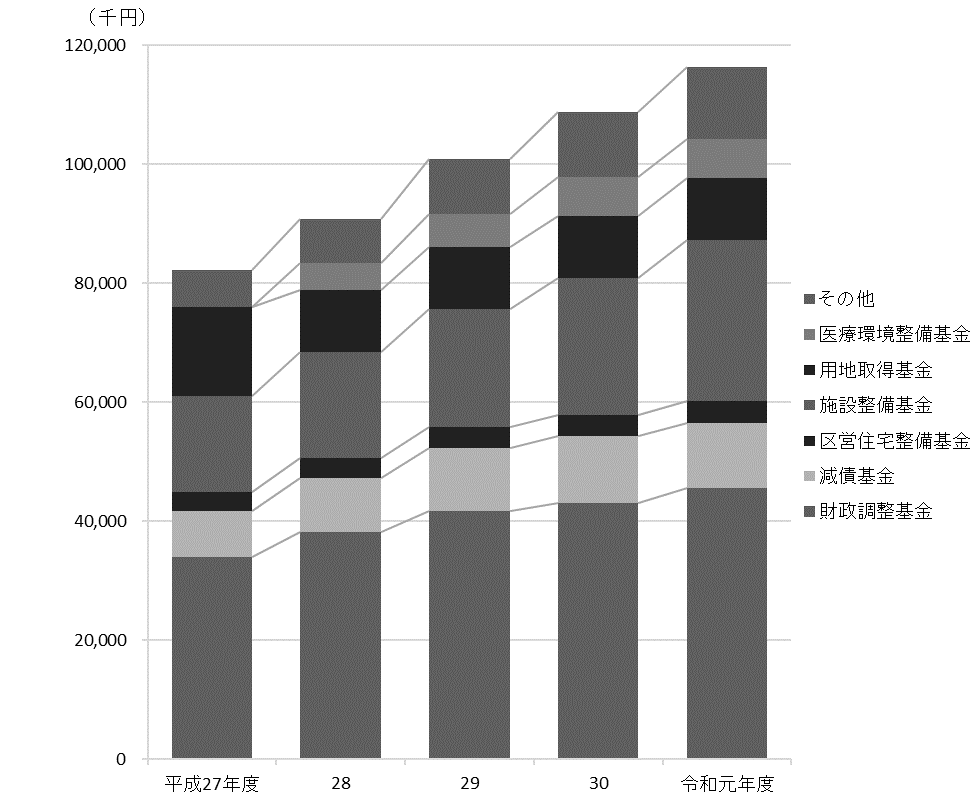 （千円）
120,000
100,000
80,000
60,000
40,000
20,000
0
平成27年度
28
29
30
令和元年度
その他
医療環境整備基金
用地取得基金
施設整備基金
区営住宅整備基金
減債基金
財政調整基金